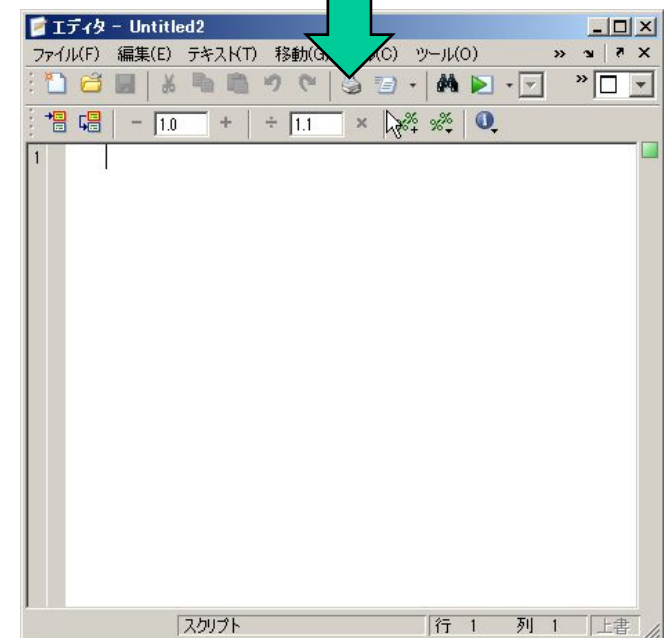 エディタ - Untitled2
ファイル(F) 編集(E) テキスト(T) 移動(G) (C) ツール(O) »
»
- 1.0 + ÷ 1.1 ×
1
スクリプト 行 1 列 1 上書